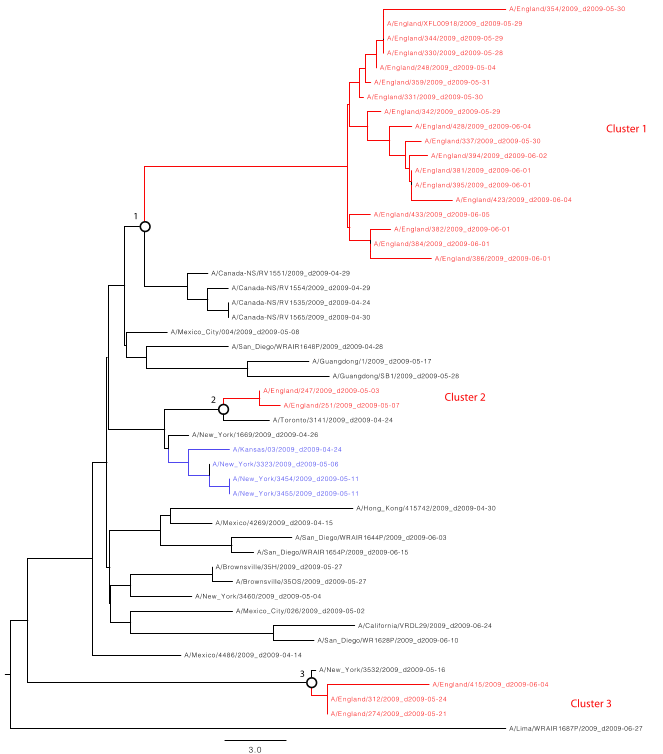 A/England/354/2009_d2009-05-30
A/England/XFL00918/2009_d2009-05-29
A/England/344/2009_d2009-05-29
A/England/330/2009_d2009-05-28
A/England/249/2009_d2009-05-04
A/England/359/2009_d2009-05-31
A/England/331/2009_d2009-05-30
A/England/342/2009_d2009-05-29
A/England/428/2009_d2009-06-04
Cluster 1
A/England/337/2009_d2009-05-30
A/England/394/2009_d2009-06-02
A/England/381/2009_d2009-06-01
A/England/395/2009_d2009-06-01
A/England/423/2009_d2009-06-04
A/England/433/2009_d2009-06-05
1
A/England/382/2009_d2009-06-01
A/England/384/2009_d2009-06-01
A/England/386/2009_d2009-06-01
A/Canada-NS/RV1551/2009_d2009-04-29
A/Canada-NS/RV1554/2009_d2009-04-29
A/Canada-NS/RV1535/2009_d2009-04-24
A/Canada-NS/RV1565/2009_d2009-04-30
A/Mexico_City/004/2009_d2009-05-08
A/San_Diego/WRAIR1648P/2009_d2009-04-28
A/Guangdong/1/2009_d2009-05-17
A/Guangdong/SB1/2009_d2009-05-28
A/England/247/2009_d2009-05-03
Cluster 2
2
A/England/251/2009_d2009-05-07
A/Toronto/3141/2009_d2009-04-24
A/New_York/1669/2009_d2009-04-26
A/Kansas/03/2009_d2009-04-24
A/New_York/3323/2009_d2009-05-06
A/New_York/3454/2009_d2009-05-11
A/New_York/3455/2009_d2009-05-11
A/Hong_Kong/415742/2009_d2009-04-30
A/Mexico/4269/2009_d2009-04-15
A/San_Diego/WRAIR1644P/2009_d2009-06-03
A/San_Diego/WRAIR1654P/2009_d2009-06-15
A/Brownsville/35H/2009_d2009-05-27
A/Brownsville/35OS/2009_d2009-05-27
A/New_York/3460/2009_d2009-05-04
A/Mexico_City/026/2009_d2009-05-02
A/California/VRDL29/2009_d2009-06-24
A/San_Diego/WR1628P/2009_d2009-06-10
A/Mexico/4486/2009_d2009-04-14
A/New_York/3532/2009_d2009-05-16
3
A/England/415/2009_d2009-06-04
A/England/312/2009_d2009-05-24
Cluster 3
A/England/274/2009_d2009-05-21
A/Lima/WRAIR1687P/2009_d2009-06-27
3.0